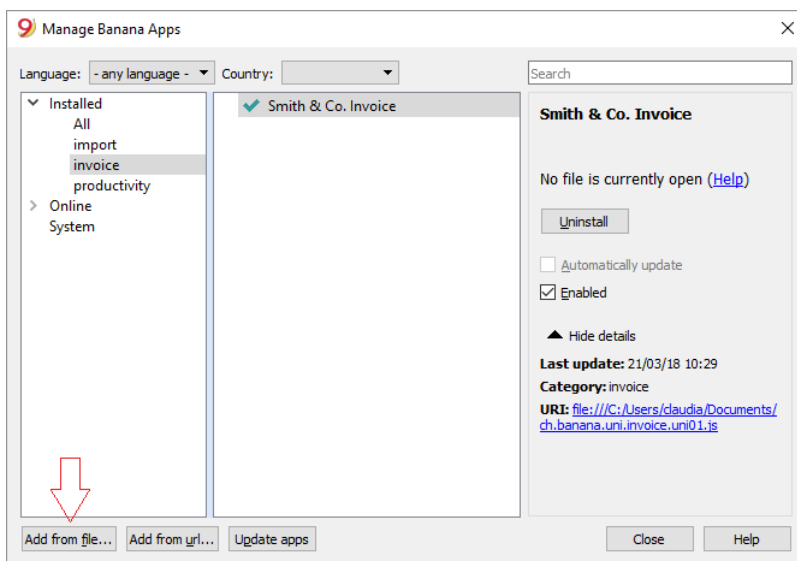 9 Manage Banana Apps
Language: - any language - Country:
Search
Installed
All
import
invoice
productivity
Online
System
Smith & Co. Invoice
Smith & Co. Invoice
No file is currently open (Help)
Uninstall
Automatically update
Enabled
Hide details
Last update: 21/03/18 10:29
Category: invoice
URI: file:///C:/Users/claudia/Documents/
ch.banana.uni.invoice.uni01.js
Add from file... Add from url... Update apps Close Help